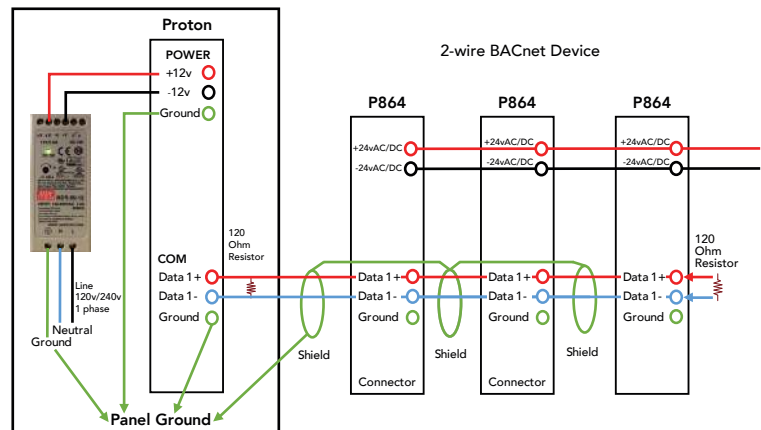 Proton
POWER
+12v
-12v
Ground
2-wire BACnet Device
P864
P864
P864
+24vAC/DC
+24vAC/DC
+24vAC/DC
-24vAC/DC
-24vAC/DC
-24vAC/DC
120
Ohm
Resistor
COM
Data 1+
Data 1-
Ground
Line
120v/240v
1 phase
Neutral
Ground
Shield
Shield
Shield
Data 1+
Data 1-
Ground
Connector
Data 1+
Data 1-
Ground
Connector
Data 1+
Data 1-
Ground
120
Ohm
Resistor
Panel Ground